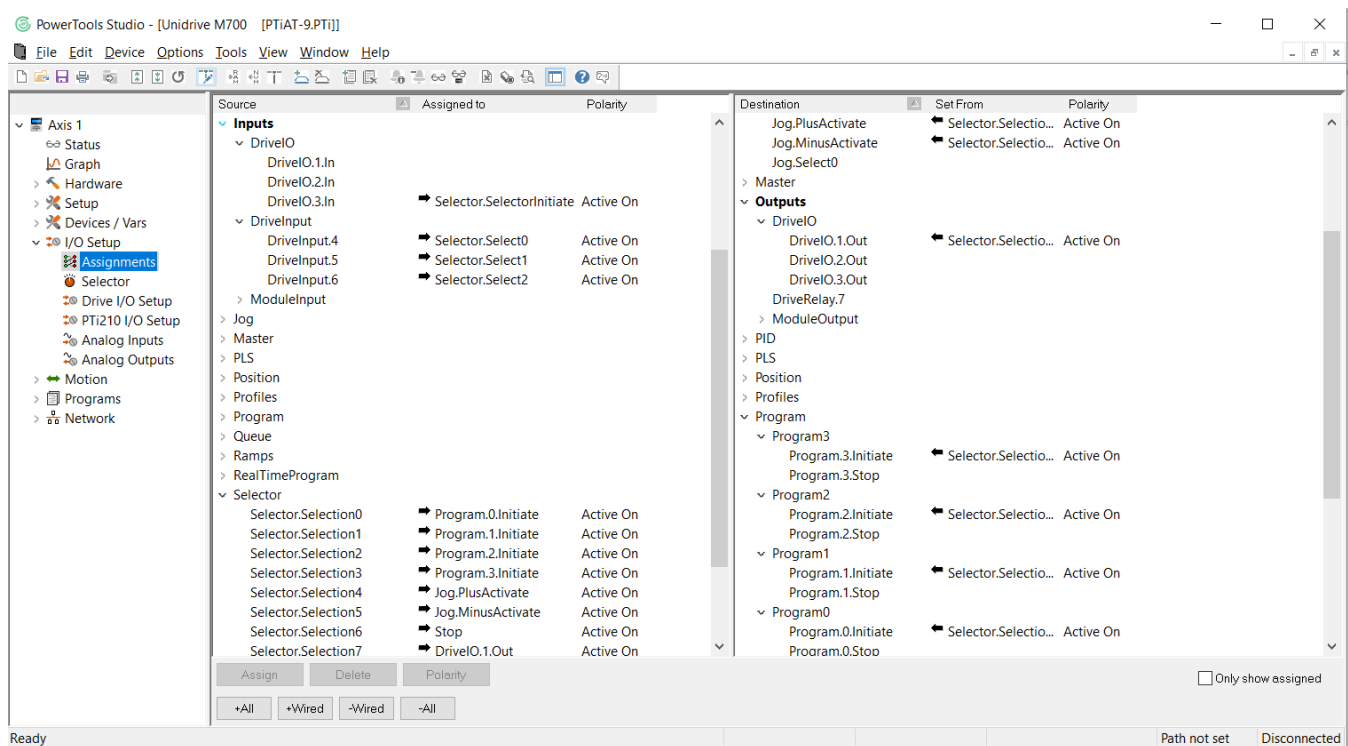 PowerTools Studio - [Unidrive M700 [PTiAT-9.PTi]]
File Edit Device Options Tools View Window Help
Axis 1
Status
Graph
Hardware
Setup
Devices / Vars
I/O Setup
Assignments
Selector
Drive I/O Setup
PTi210 I/O Setup
Analog Inputs
Analog Outputs
Motion
Programs
Network
Source Assigned to Polarity
Inputs
DriveIO
DriveIO.1.In
DriveIO.2.In
DriveIO.3.In Selector.SelectorInitiate Active On
DriveInput
DriveInput.4 Selector.Select0 Active On
DriveInput.5 Selector.Select1 Active On
DriveInput.6 Selector.Select2 Active On
ModuleInput
Jog
Master
PLS
Position
Profiles
Program
Queue
Ramps
RealTimeProgram
Selector
Selector.Selection0 Program.0.Initiate Active On
Selector.Selection1 Program.1.Initiate Active On
Selector.Selection2 Program.2.Initiate Active On
Selector.Selection3 Program.3.Initiate Active On
Selector.Selection4 Jog.PlusActivate Active On
Selector.Selection5 Jog.MinusActivate Active On
Selector.Selection6 Stop Active On
Selector.Selection7 DriveIO.1.Out Active On
Destination Set From Polarity
Jog.PlusActivate Selector.Selectio... Active On
Jog.MinusActivate Selector.Selectio... Active On
Jog.Select0
Master
Outputs
DriveIO
DriveIO.1.Out Selector.Selectio... Active On
DriveIO.2.Out
DriveIO.3.Out
DriveRelay.7
ModuleOutput
PID
PLS
Position
Profiles
Program
Program3
Program.3.Initiate Selector.Selectio... Active On
Program.3.Stop
Program2
Program.2.Initiate Selector.Selectio... Active On
Program.2.Stop
Program1
Program.1.Initiate Selector.Selectio... Active On
Program.1.Stop
Program0
Program.0.Initiate Selector.Selectio... Active On
Program.0.Stop
Assign Delete Polarity
Only show assigned
+All +Wired -Wired -All
Ready
Path not set Disconnected